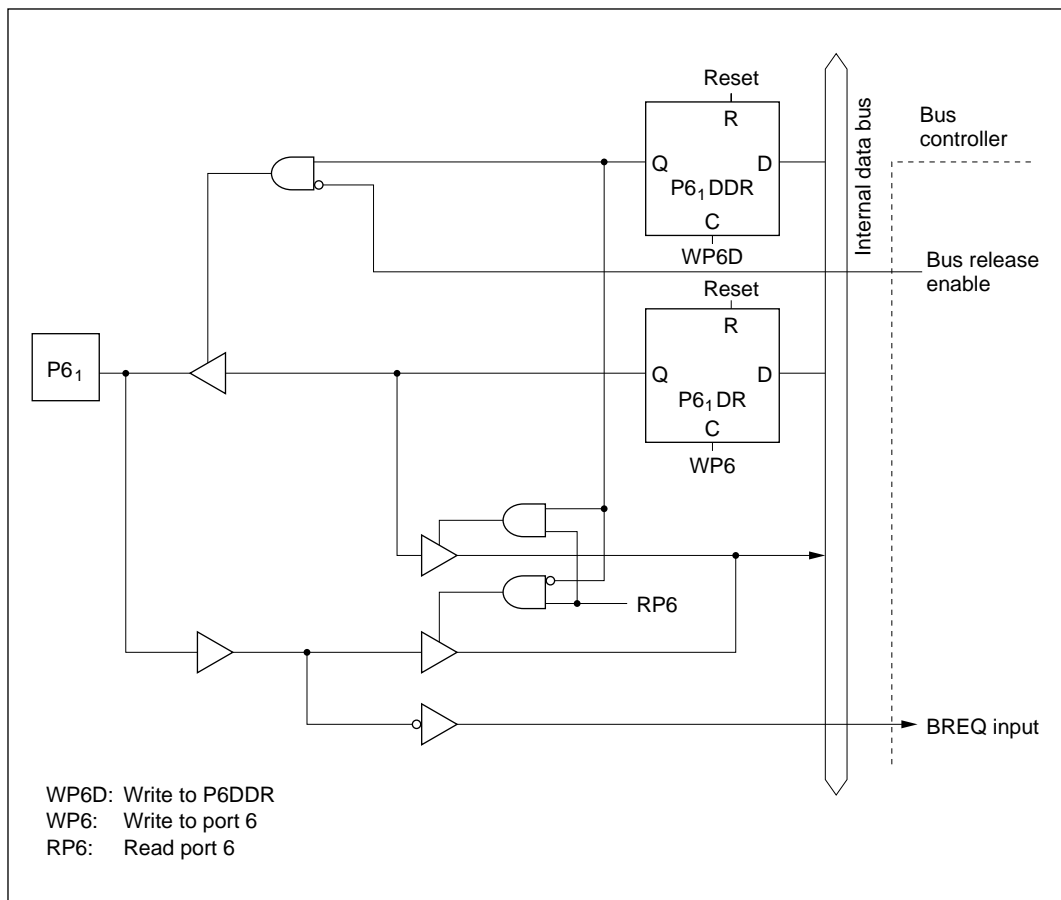 Reset
R
Q
D
P6₁DDR
C
WP6D
Internal data bus
Bus
controller
Bus release
enable
Reset
R
P6₁
Q
D
P6₁DR
C
WP6
RP6
BREQ input
WP6D: Write to P6DDR
WP6: Write to port 6
RP6: Read port 6